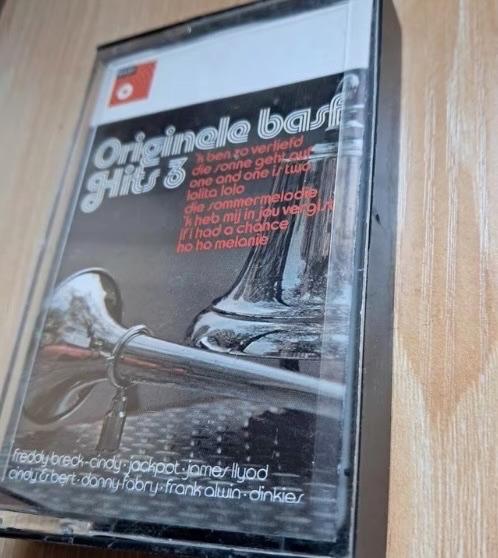 Originele basf
Hits 3
'k ben zo verliefd
die sonne geht auf
one and one is two
lolita lolo
die sommermelodie
'k heb mij in jou vergist
if i had a chance
ho ho melanie
freddy breck • cindy • jackpot • james llyod
cindy & bert • danny fabry • frank alwin • dinkies